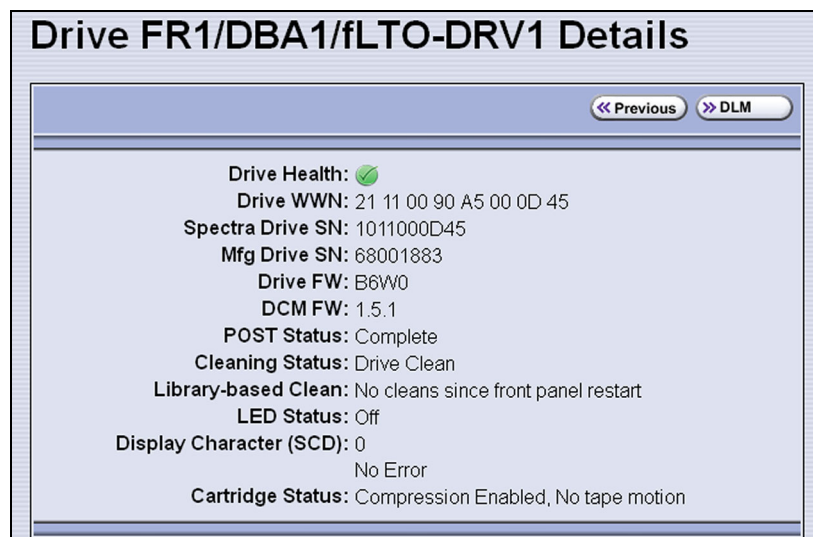 Drive FR1/DBA1/fLTO-DRV1 Details
Previous DLM
Drive Health:
Drive WWN: 21 11 00 90 A5 00 0D 45
Spectra Drive SN: 1011000D45
Mfg Drive SN: 68001883
Drive FW: B6W0
DCM FW: 1.5.1
POST Status: Complete
Cleaning Status: Drive Clean
Library-based Clean: No cleans since front panel restart
LED Status: Off
Display Character (SCD): 0
No Error
Cartridge Status: Compression Enabled, No tape motion